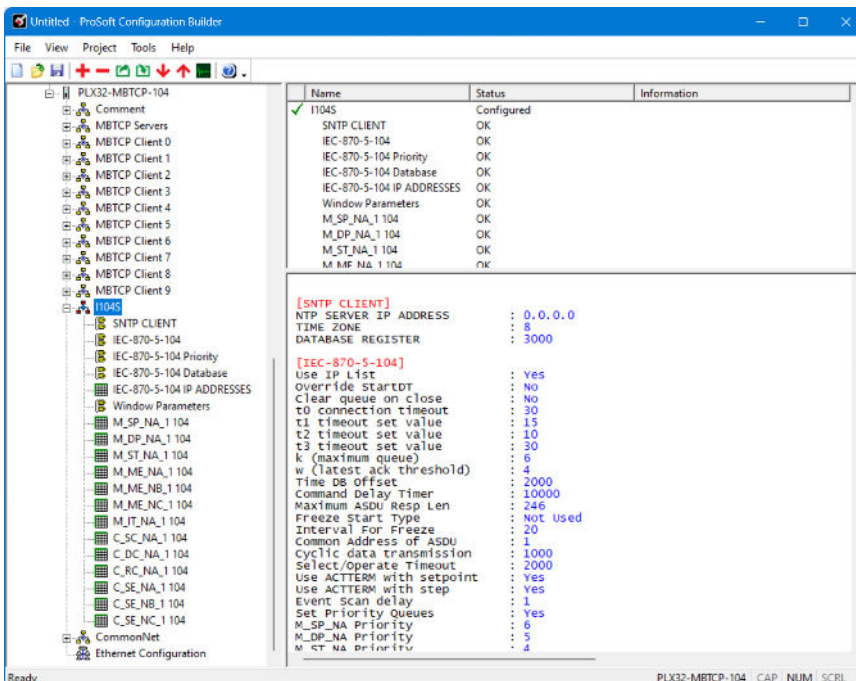 Untitled - ProSoft Configuration Builder
File View Project Tools Help
PLX32-MBTCP-104
Comment
MBTCP Servers
MBTCP Client 0
MBTCP Client 1
MBTCP Client 2
MBTCP Client 3
MBTCP Client 4
MBTCP Client 5
MBTCP Client 6
MBTCP Client 7
MBTCP Client 8
MBTCP Client 9
I104S
SNTP CLIENT
IEC-870-5-104
IEC-870-5-104 Priority
IEC-870-5-104 Database
IEC-870-5-104 IP ADDRESSES
Window Parameters
M_SP_NA_1 104
M_DP_NA_1 104
M_ST_NA_1 104
M_ME_NA_1 104
M_ME_NB_1 104
M_ME_NC_1 104
M_IT_NA_1 104
C_SC_NA_1 104
C_DC_NA_1 104
C_RC_NA_1 104
C_SE_NA_1 104
C_SE_NB_1 104
C_SE_NC_1 104
CommonNet
Ethernet Configuration
Name Status Information
I104S Configured
SNTP CLIENT OK
IEC-870-5-104 OK
IEC-870-5-104 Priority OK
IEC-870-5-104 Database OK
IEC-870-5-104 IP ADDRESSES OK
Window Parameters OK
M_SP_NA_1 104 OK
M_DP_NA_1 104 OK
M_ST_NA_1 104 OK
M_ME_NA_1 104 OK
[SNTP CLIENT]
NTP SERVER IP ADDRESS : 0.0.0.0
TIME ZONE : 8
DATABASE REGISTER : 3000
[IEC-870-5-104]
Use IP List : Yes
Override StartDT : No
Clear queue on close : No
t0 connection timeout : 30
t1 timeout set value : 15
t2 timeout set value : 10
t3 timeout set value : 30
k (maximum queue) : 6
w (latest ack threshold) : 4
Time DB Offset : 2000
Command Delay Timer : 10000
Maximum ASDU Resp Len : 246
Freeze Start Type : Not Used
Interval For Freeze : 20
Common Address of ASDU : 1
Cyclic data transmission : 1000
Select/Operate Timeout : 2000
Use ACTTERM with setpoint : Yes
Use ACTTERM with step : Yes
Event Scan delay : 1
Set Priority Queues : Yes
M_SP_NA Priority : 6
M_DP_NA Priority : 5
M_ST_NA Priority : 4
Ready PLX32-MBTCP-104 CAP NUM SCRL